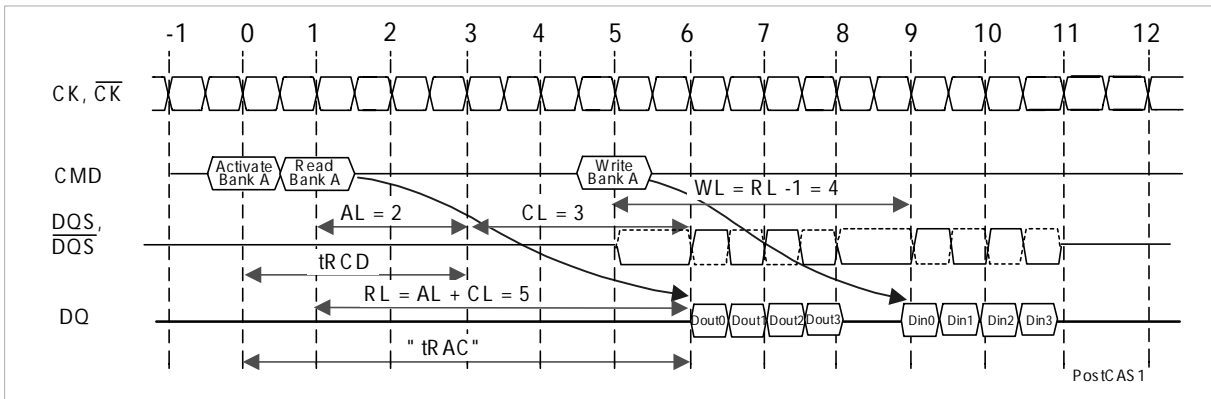 -1 0 1 2 3 4 5 6 7 8 9 10 11 12
CK, CK
CMD
Activate Bank A
Read Bank A
Write Bank A
WL = RL -1 = 4
AL = 2
CL = 3
DQS,
DQS
tRCD
RL = AL + CL = 5
DQ
Dout0 Dout1 Dout2 Dout3
Din0 Din1 Din2 Din3
" tRAC"
PostCAS1